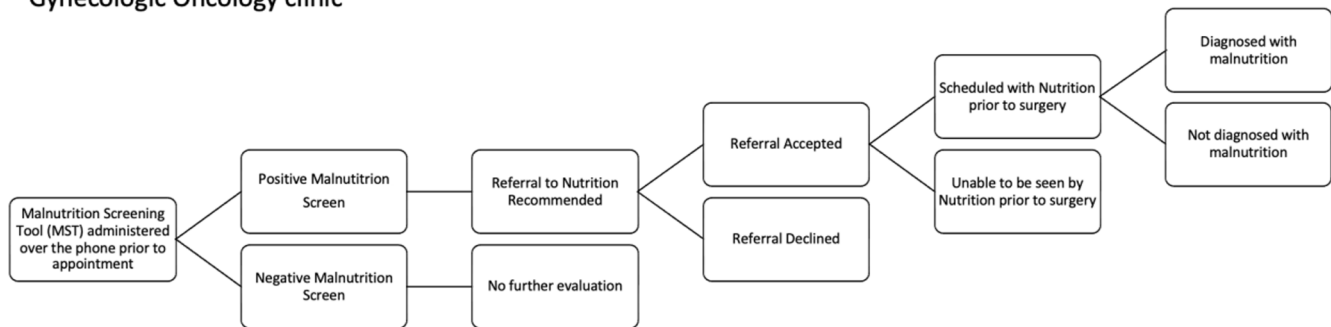 Gynecologic Oncology clinic
Malnutrition Screening
Tool (MST) administered
over the phone prior to
appointment
Positive Malnutitrion
Screen
Negative Malnutrition
Screen
Referral to Nutrition
Recommended
No further evaluation
Referral Accepted
Referral Declined
Scheduled with Nutrition
prior to surgery
Unable to be seen by
Nutrition prior to surgery
Diagnosed with
malnutrition
Not diagnosed with
malnutrition